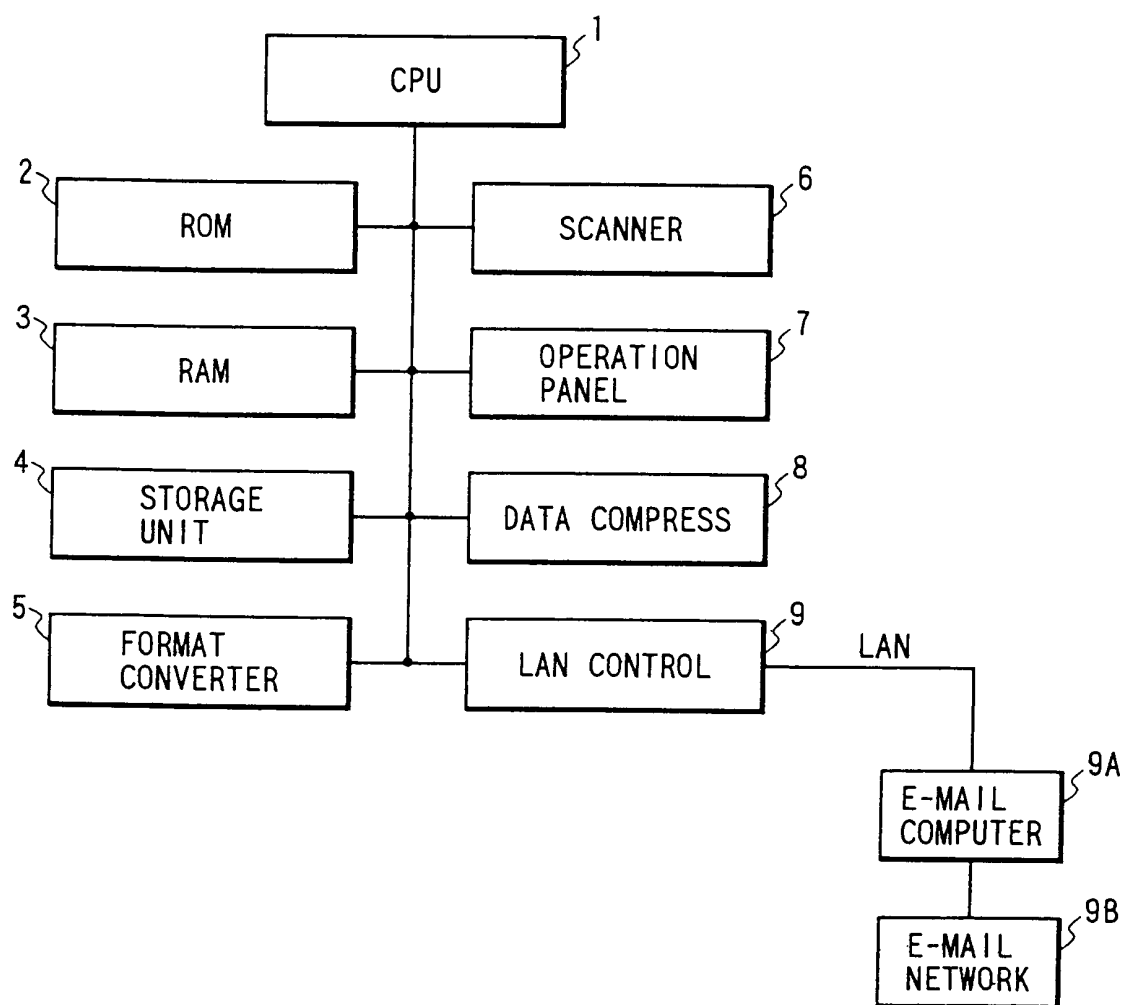 1
CPU
2
ROM
6
SCANNER
3
RAM
7
OPERATION
PANEL
4
STORAGE
UNIT
8
DATA COMPRESS
5
FORMAT
CONVERTER
9
LAN CONTROL
LAN
9A
E-MAIL
COMPUTER
9B
E-MAIL
NETWORK